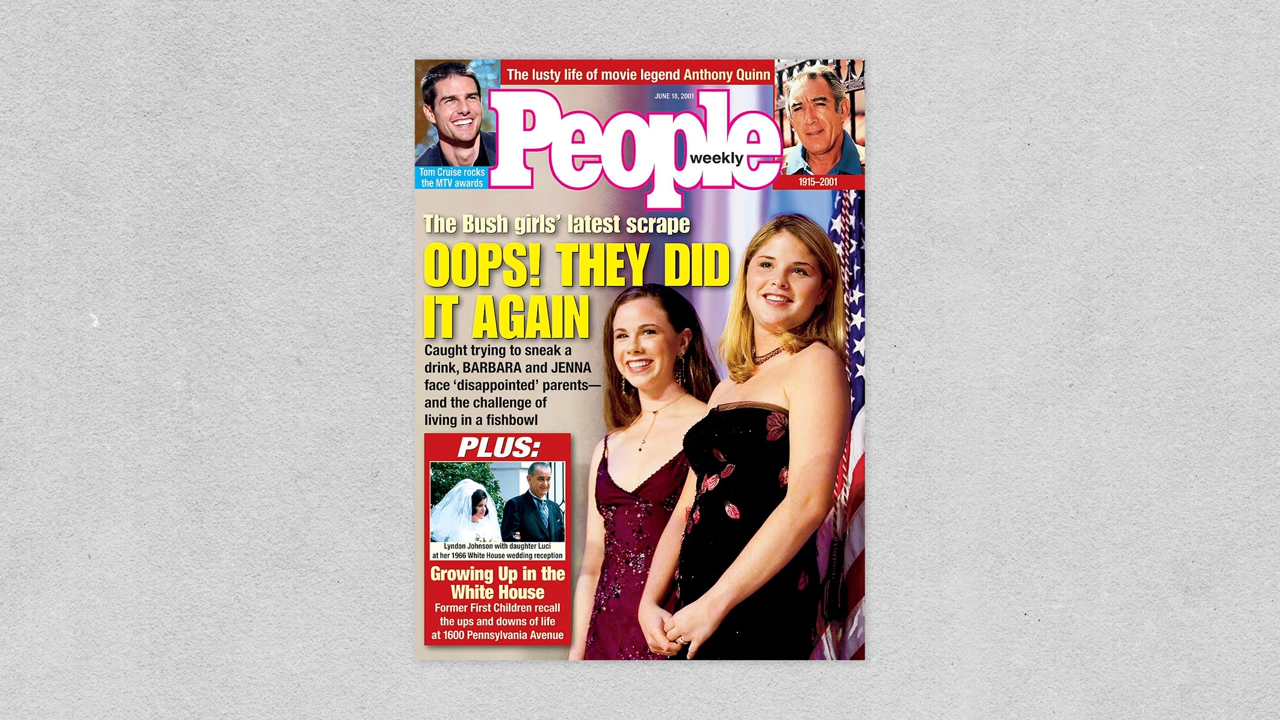 The lusty life of movie legend Anthony Quinn
JUNE 18, 2001
People
weekly
Tom Cruise rocks
the MTV awards
1915–2001
The Bush girls’ latest scrape
OOPS! THEY DID
IT AGAIN
Caught trying to sneak a
drink, BARBARA and JENNA
face ‘disappointed’ parents—
and the challenge of
living in a fishbowl
PLUS:
Lyndon Johnson with daughter Luci
at her 1966 White House wedding reception
Growing Up in the
White House
Former First Children recall
the ups and downs of life
at 1600 Pennsylvania Avenue